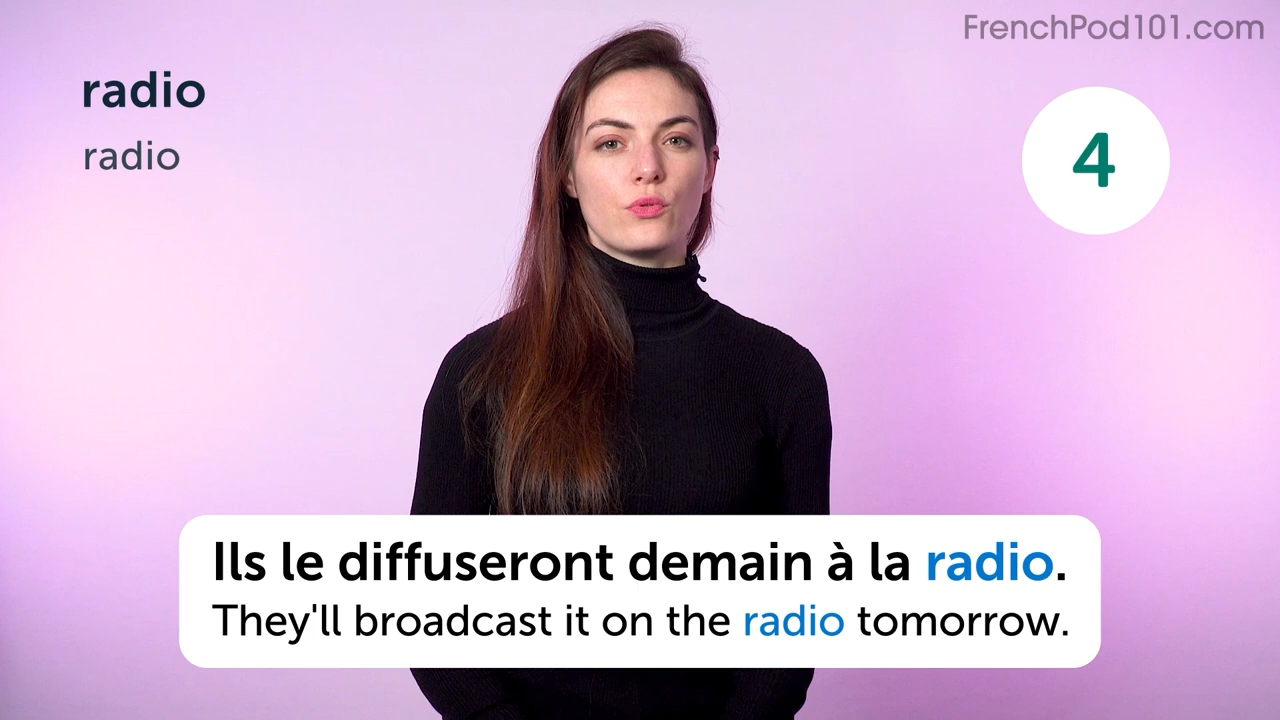 FrenchPod101.com
radio
radio
4
Ils le diffuseront demain à la radio.
They'll broadcast it on the radio tomorrow.